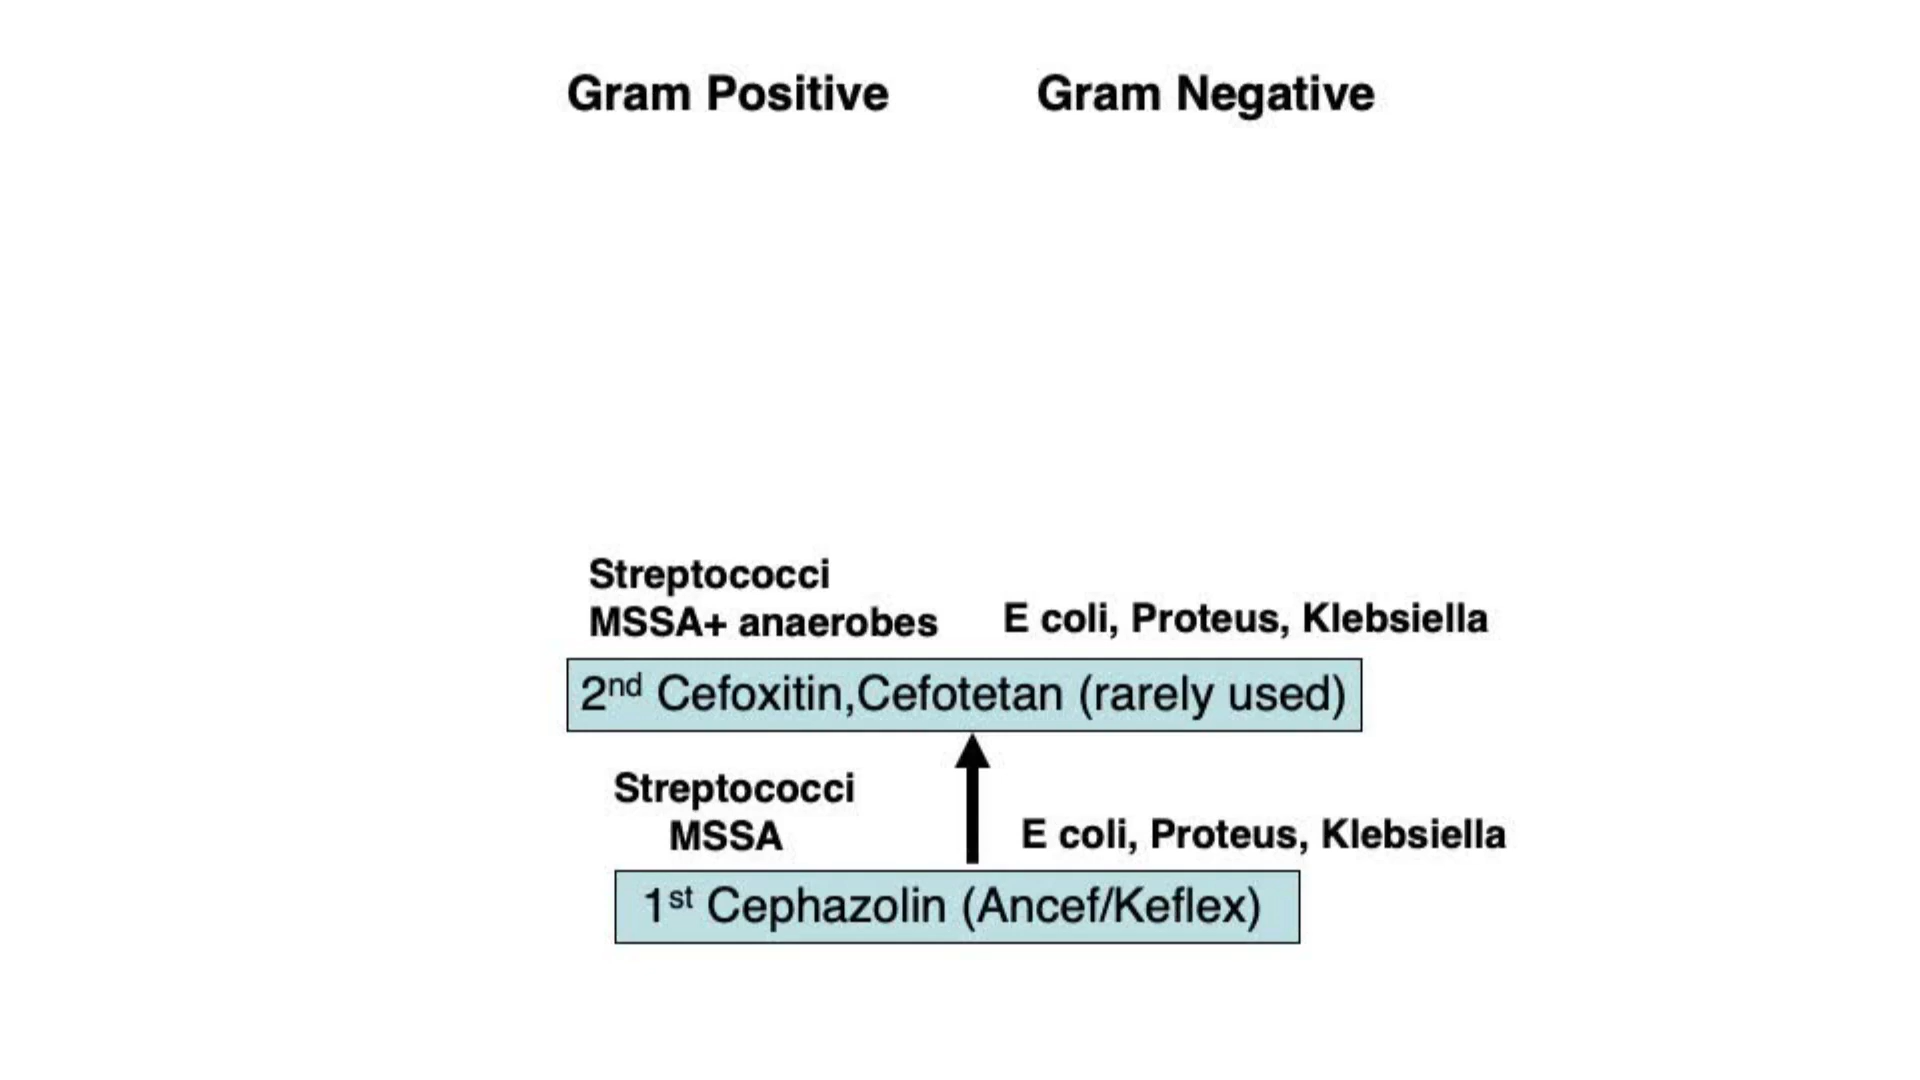 Gram Positive
Gram Negative
Streptococci
MSSA+ anaerobes
E coli, Proteus, Klebsiella
2nd Cefoxitin,Cefotetan (rarely used)
Streptococci
MSSA
E coli, Proteus, Klebsiella
1st Cephazolin (Ancef/Keflex)